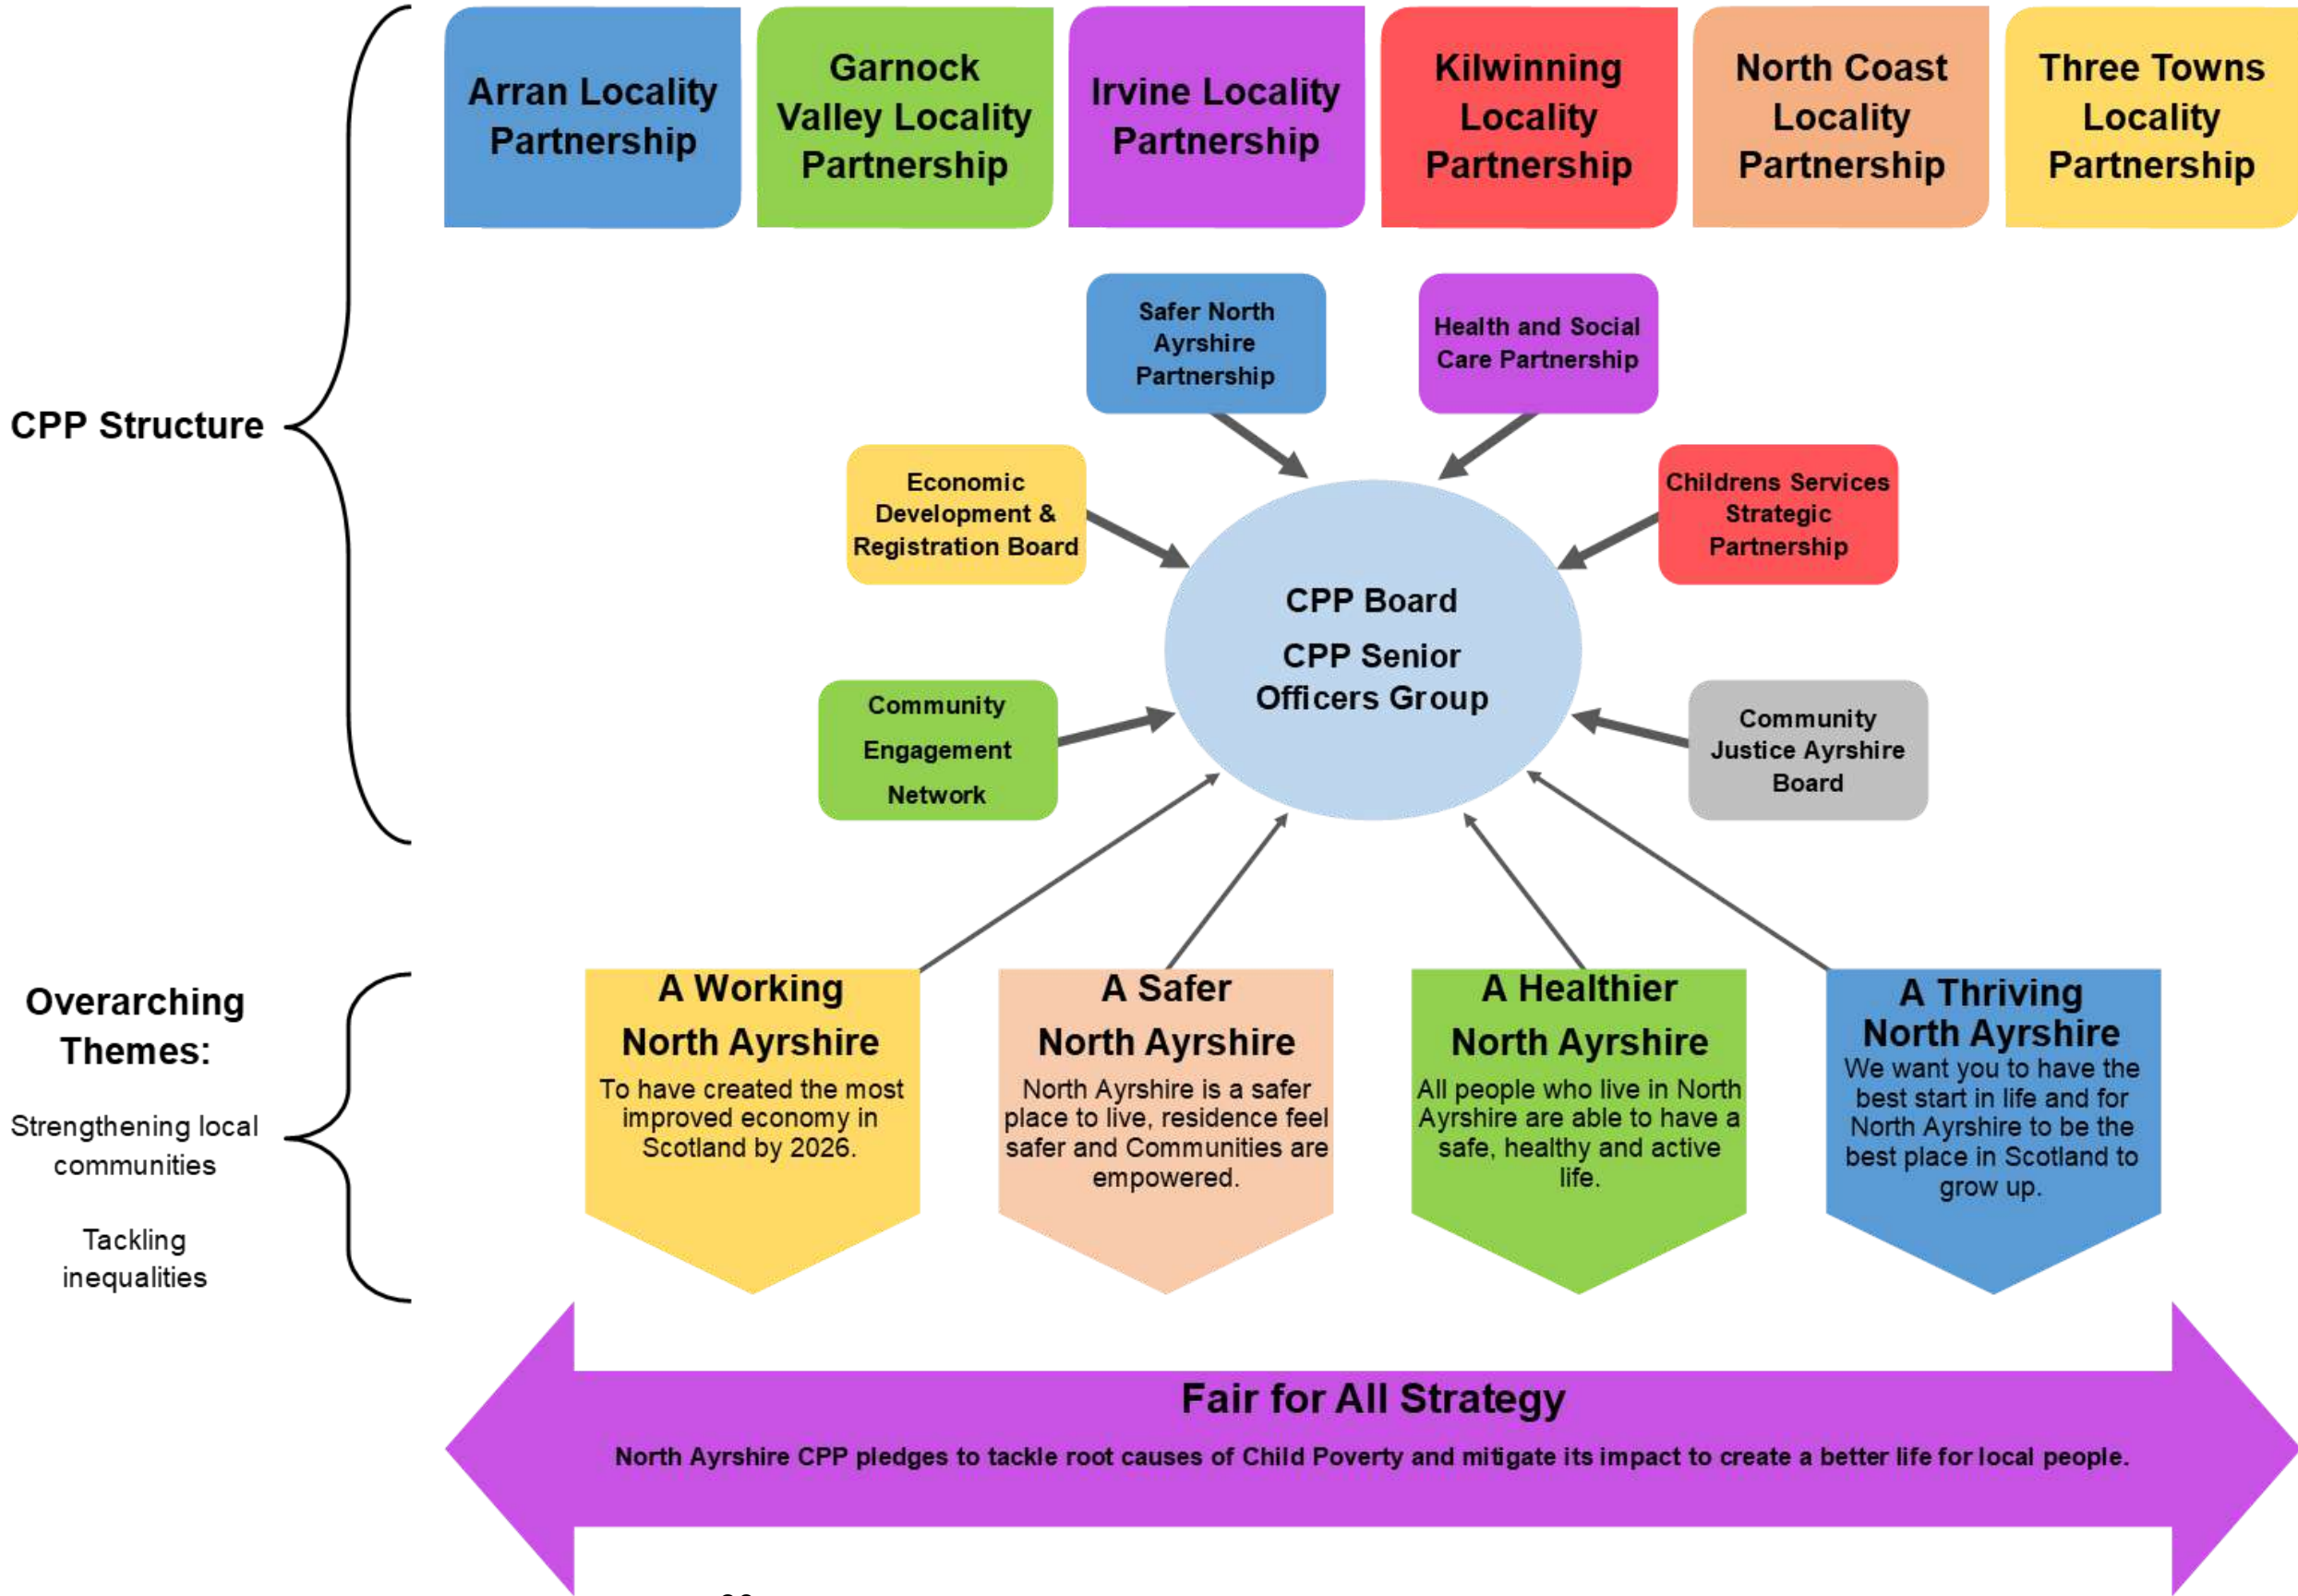 Arran Locality
Partnership
Garnock
Valley Locality
Partnership
Irvine Locality
Partnership
Kilwinning
Locality
Partnership
North Coast
Locality
Partnership
Three Towns
Locality
Partnership
CPP Structure
Safer North
Ayrshire
Partnership
Health and Social
Care Partnership
Economic
Development &
Registration Board
Childrens Services
Strategic
Partnership
CPP Board
CPP Senior
Officers Group
Community
Engagement
Network
Community
Justice Ayrshire
Board
Overarching
Themes:
Strengthening local
communities
Tackling
inequalities
A Working
North Ayrshire
To have created the most
improved economy in
Scotland by 2026.
A Safer
North Ayrshire
North Ayrshire is a safer
place to live, residence feel
safer and Communities are
empowered.
A Healthier
North Ayrshire
All people who live in North
Ayrshire are able to have a
safe, healthy and active
life.
A Thriving
North Ayrshire
We want you to have the
best start in life and for
North Ayrshire to be the
best place in Scotland to
grow up.
Fair for All Strategy
North Ayrshire CPP pledges to tackle root causes of Child Poverty and mitigate its impact to create a better life for local people.